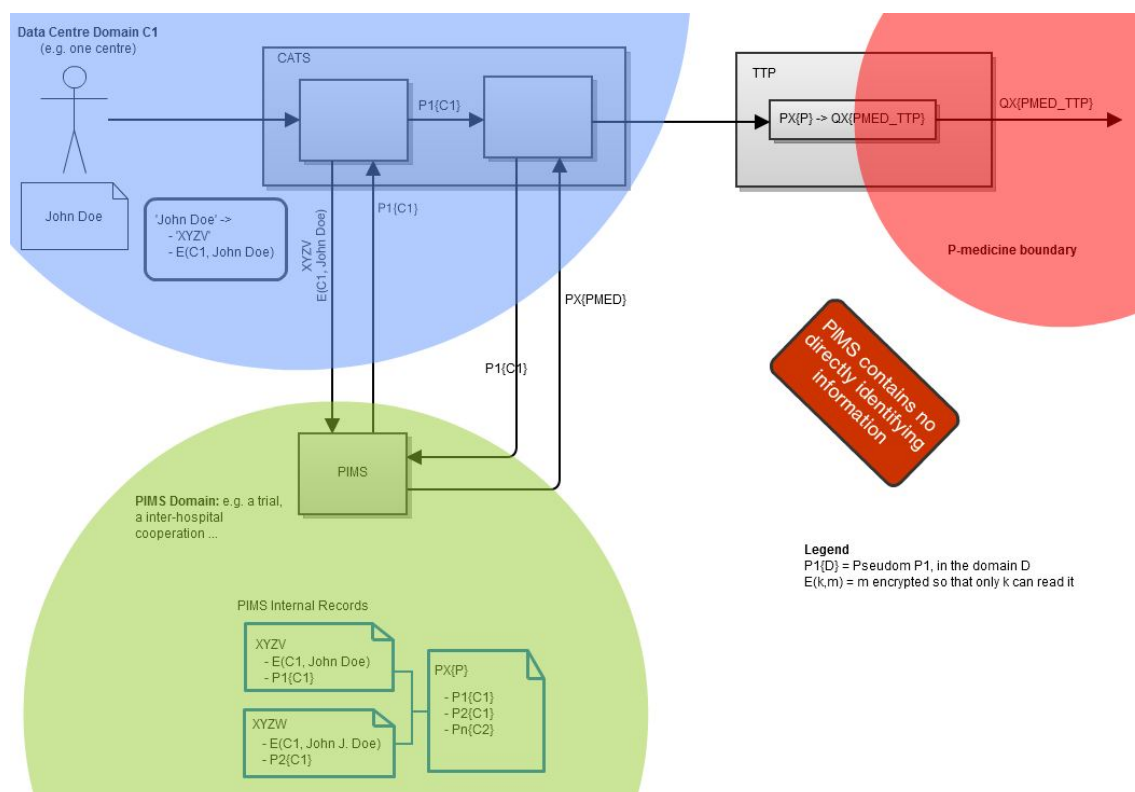 Data Centre Domain C1
(e.g. one centre)
John Doe
'John Doe' ->
- 'XYZV'
- E(C1, John Doe)
CATS
P1{C1}
XYZV
E(C1, John Doe)
P1{C1}
P1{C1}
PX{PMED}
TTP
PX{P} -> QX{PMED_TTP}
QX{PMED_TTP}
P-medicine boundary
PIMS contains no
directly identifying
information
PIMS
PIMS Domain: e.g. a trial,
a inter-hospital
cooperation ...
Legend
P1{D} = Pseudom P1, in the domain D
E(k,m) = m encrypted so that only k can read it
PIMS Internal Records
XYZV
- E(C1, John Doe)
- P1{C1}
XYZW
- E(C1, John J. Doe)
- P2{C1}
PX{P}
- P1{C1}
- P2{C1}
- Pn{C2}